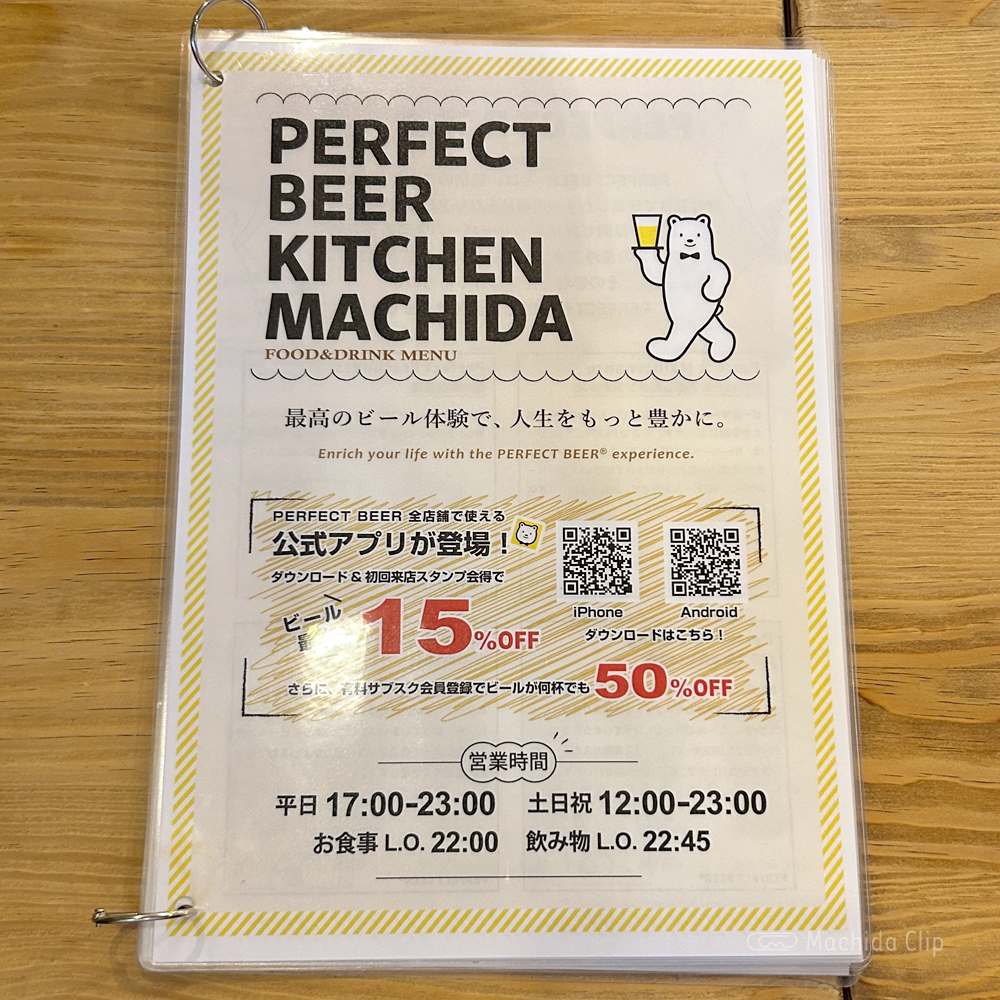 PERFECT
BEER
KITCHEN
MACHIDA
FOOD&DRINK MENU
最高のビール体験で、人生をもっと豊かに。
Enrich your life with the PERFECT BEER® experience.
PERFECT BEER 全店舗で使える
公式アプリが登場！
ダウンロード & 初回来店スタンプ会得で
ビール
15%OFF
iPhone
Android
ダウンロードはこちら！
さらに、有料サブスク会員登録でビールが何杯でも 50%OFF
営業時間
平日 17:00-23:00 土日祝 12:00-23:00
お食事 L.O. 22:00 飲み物 L.O. 22:45
Machida Clip